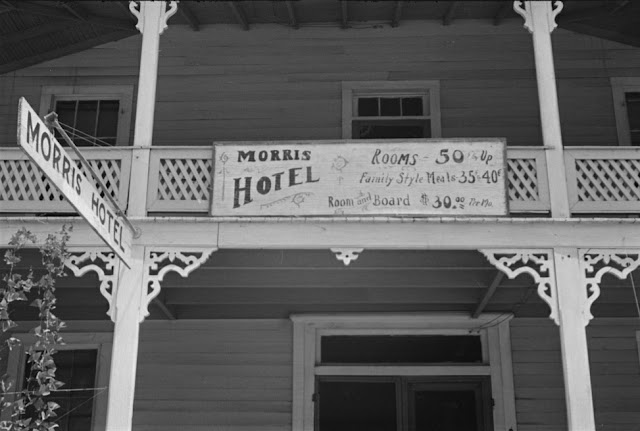 MORRIS HOTEL
MORRIS
HOTEL
ROOMS - 50¢ Up
Family Style Meals 35 & 40¢
Room and Board $30.00 Per Mo.